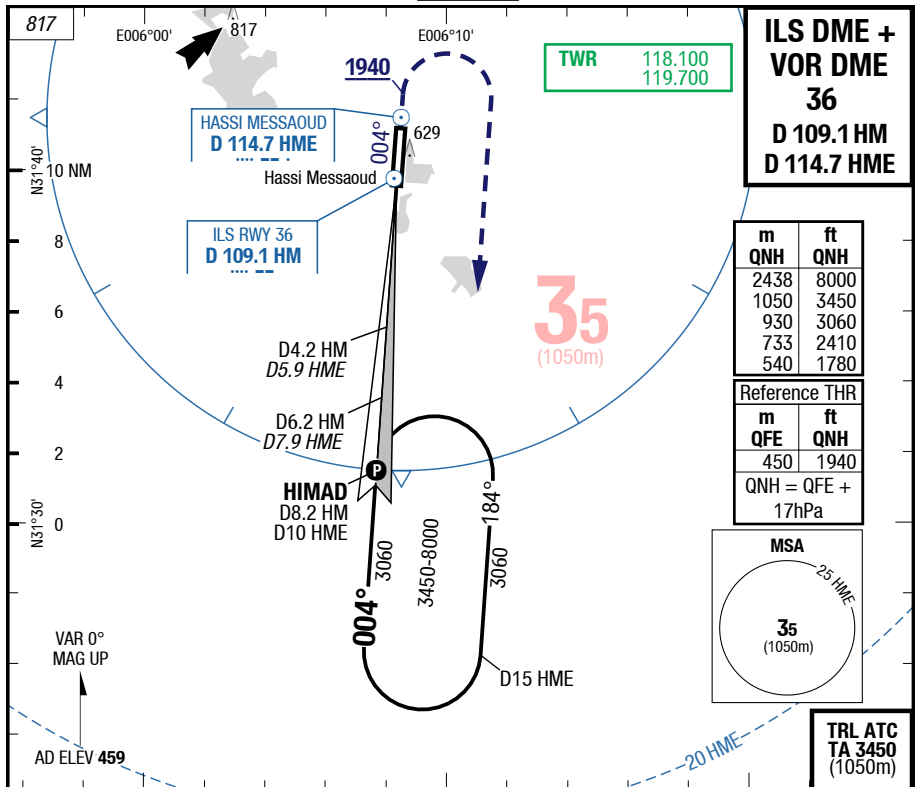 817
E006°00'
817
E006°10'
1940
TWR 118.100
119.700
ILS DME +
VOR DME
36
D 109.1 HM
D 114.7 HME
HASSI MESSAOUD
D 114.7 HME
004°
629
N31°40'
10 NM
Hassi Messaoud
ILS RWY 36
D 109.1 HM
8
6
4
2
0
N31°30'
35
(1050m)
m ft
QNH QNH
2438 8000
1050 3450
930 3060
733 2410
540 1780
Reference THR
m ft
QFE QNH
450 1940
QNH = QFE +
17hPa
D4.2 HM
D5.9 HME
D6.2 HM
D7.9 HME
P
HIMAD
D8.2 HM
D10 HME
004°
3060
3450-8000
184°
3060
D15 HME
MSA
25 HME
35
(1050m)
VAR 0°
MAG UP
AD ELEV 459
20 HME
TRL ATC
TA 3450
(1050m)